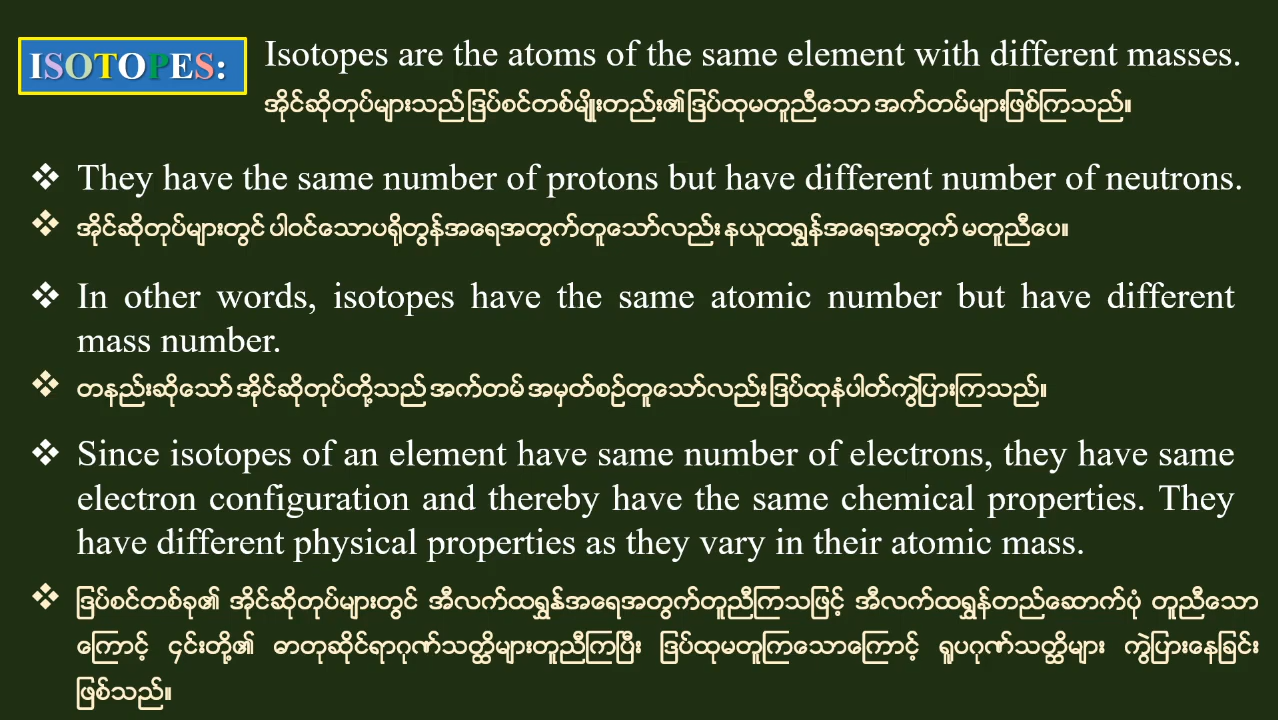 ISOTOPES:
Isotopes are the atoms of the same element with different masses.
အိုင်ဆိုတုပ်များသည် ဒြပ်စင်တစ်မျိုးတည်း၏ ဒြပ်ထုမတူညီသော အက်တမ်များဖြစ်ကြသည်။
❖ They have the same number of protons but have different number of neutrons.
❖ အိုင်ဆိုတုပ်များတွင် ပါဝင်သောပရိုတွန်အရေအတွက်တူသော်လည်း နယူထရွှန်အရေအတွက် မတူညီပေ။
❖ In other words, isotopes have the same atomic number but have different
mass number.
❖ တနည်းဆိုသော် အိုင်ဆိုတုပ်တို့သည် အက်တမ် အမှတ်စဉ်တူသော်လည်း ဒြပ်ထုနံပါတ်ကွဲပြားကြသည်။
❖ Since isotopes of an element have same number of electrons, they have same
electron configuration and thereby have the same chemical properties. They
have different physical properties as they vary in their atomic mass.
❖ ဒြပ်စင်တစ်ခု၏ အိုင်ဆိုတုပ်များတွင် အီလက်ထရွှန်အရေအတွက်တူညီကြသဖြင့် အီလက်ထရွှန်တည်ဆောက်ပုံ တူညီသော
ကြောင့် ၄င်းတို့၏ ဓာတုဆိုင်ရာဂုဏ်သတ္ထိများတူညီကြပြီး ဒြပ်ထုမတူကြသောကြောင့် ရူပဂုဏ်သတ္ထိများ ကွဲပြားနေခြင်း
ဖြစ်သည်။